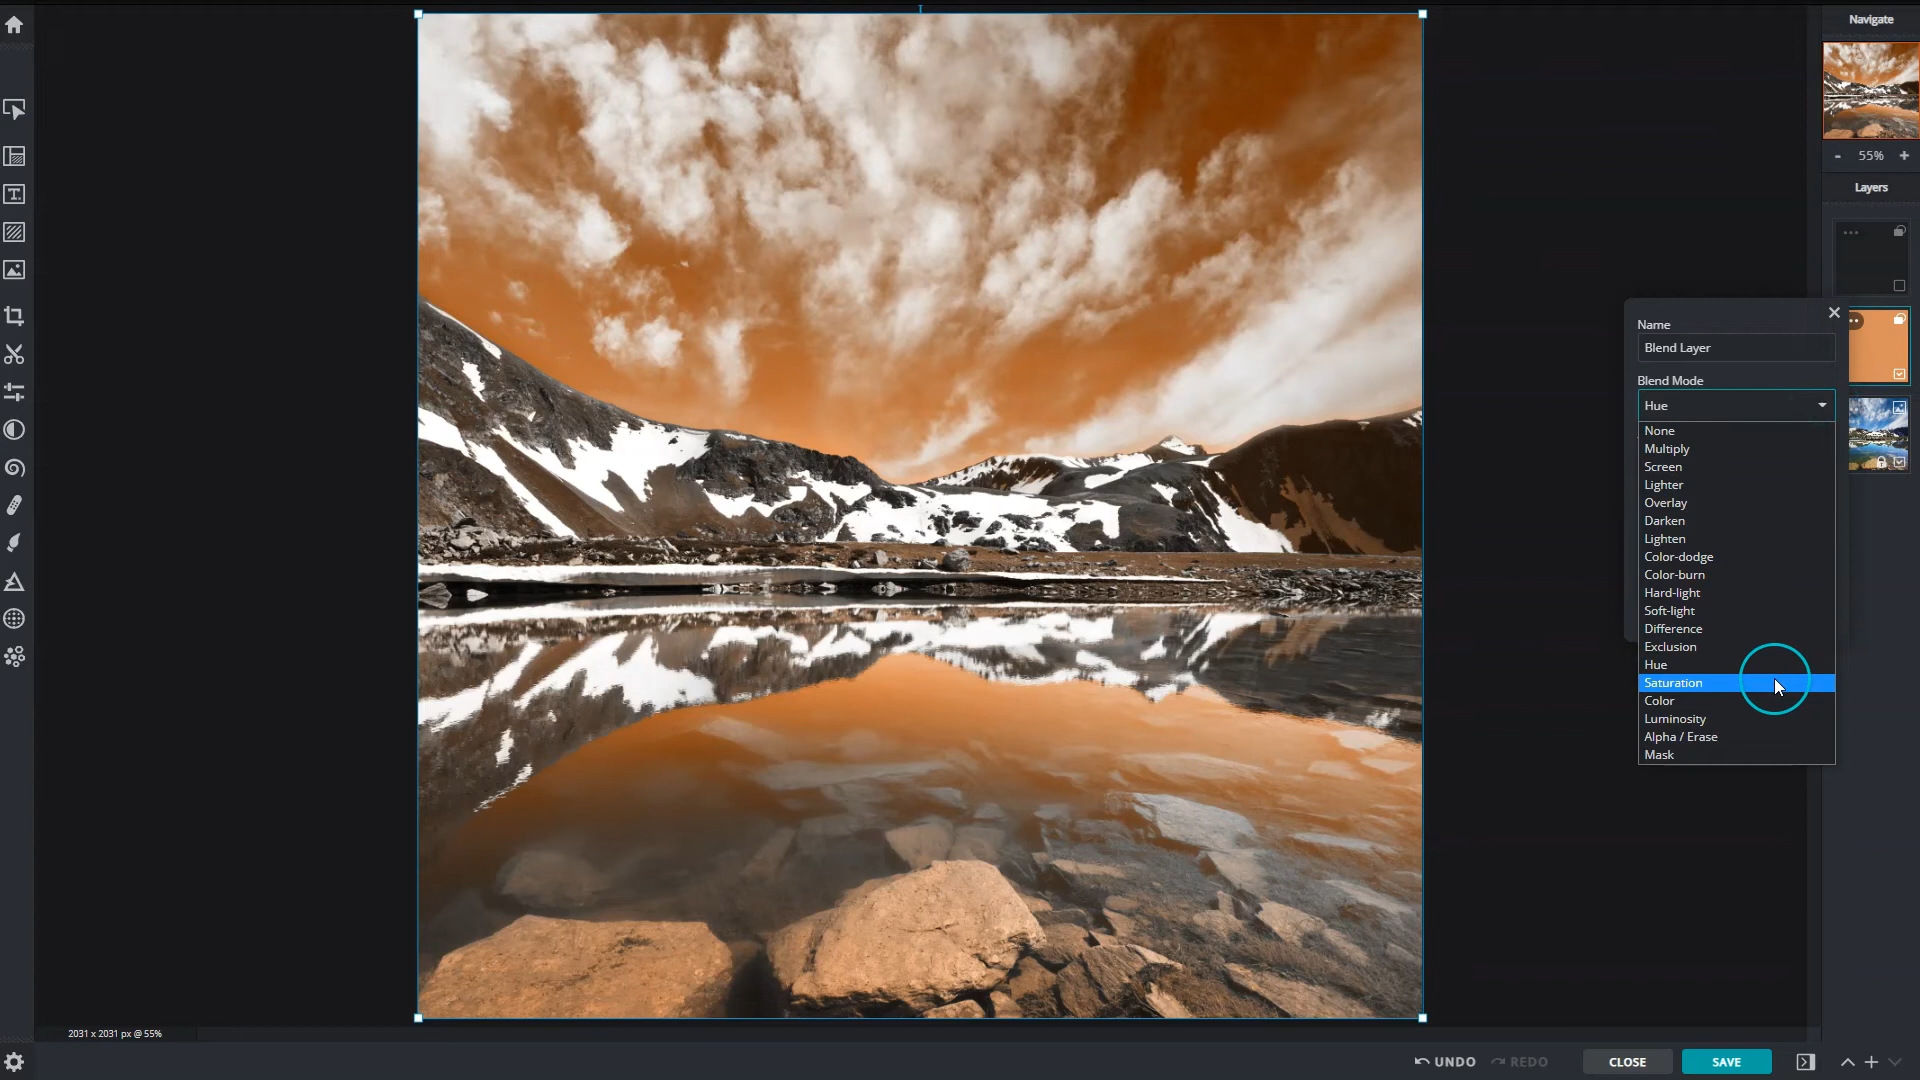 Navigate
- 55% +
Layers
Name
Blend Layer
Blend Mode
Hue
None
Multiply
Screen
Lighter
Overlay
Darken
Lighten
Color-dodge
Color-burn
Hard-light
Soft-light
Difference
Exclusion
Hue
Saturation
Color
Luminosity
Alpha / Erase
Mask
2031 x 2031 px @ 55%
UNDO
REDO
CLOSE
SAVE